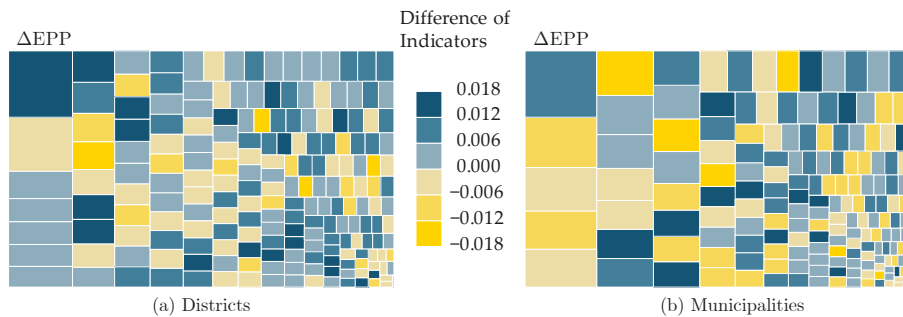 ΔEPP
Difference of
Indicators
ΔEPP
0.018
0.012
0.006
0.000
−0.006
−0.012
−0.018
(a) Districts
(b) Municipalities